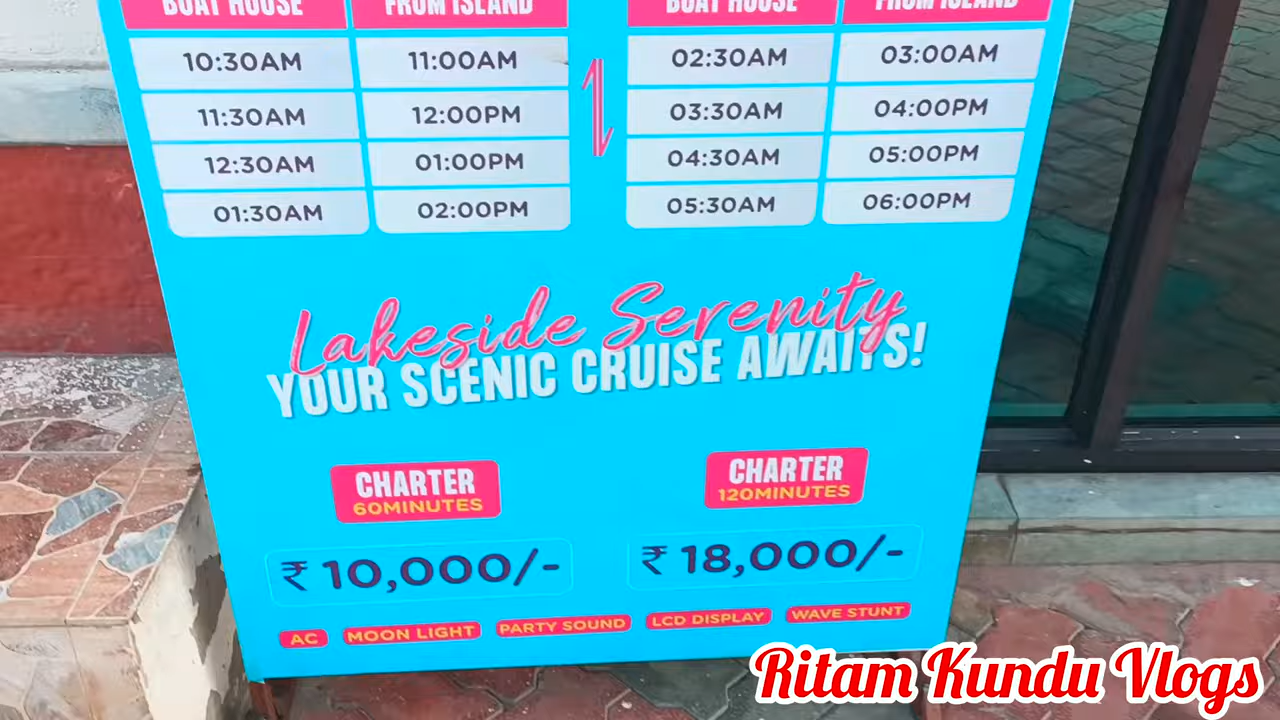 BOAT HOUSE FROM ISLAND BOAT HOUSE FROM ISLAND
10:30AM 11:00AM 02:30AM 03:00AM
11:30AM 12:00PM 03:30AM 04:00PM
12:30AM 01:00PM 04:30AM 05:00PM
01:30AM 02:00PM 05:30AM 06:00PM
Lakeside Serenity
YOUR SCENIC CRUISE AWAITS!
CHARTER CHARTER
60MINUTES 120MINUTES
₹ 10,000/- ₹ 18,000/-
AC MOON LIGHT PARTY SOUND LCD DISPLAY WAVE STUNT
Ritam Kundu Vlogs